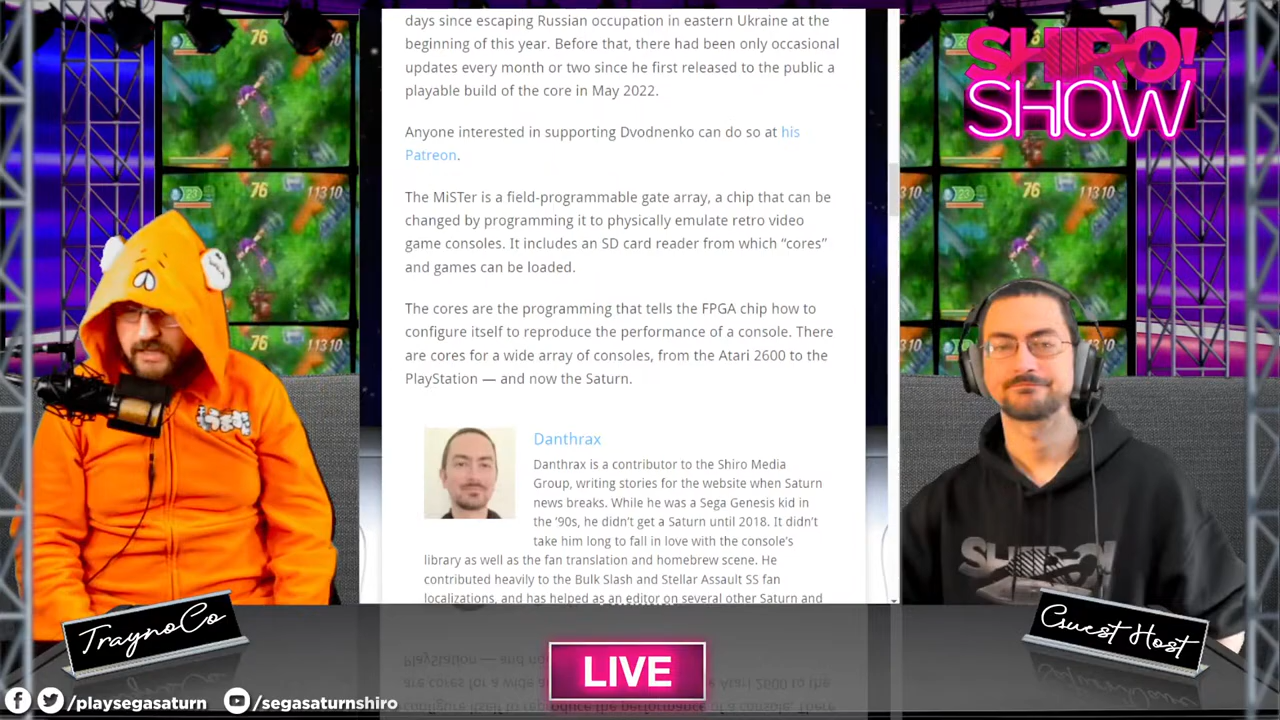 days since escaping Russian occupation in eastern Ukraine at the
beginning of this year. Before that, there had been only occasional
updates every month or two since he first released to the public a
playable build of the core in May 2022.
Anyone interested in supporting Dvodnenko can do so at his
Patreon.
The MiSTer is a field-programmable gate array, a chip that can be
changed by programming it to physically emulate retro video
game consoles. It includes an SD card reader from which “cores”
and games can be loaded.
The cores are the programming that tells the FPGA chip how to
configure itself to reproduce the performance of a console. There
are cores for a wide array of consoles, from the Atari 2600 to the
PlayStation — and now the Saturn.
Danthrax
Danthrax is a contributor to the Shiro Media
Group, writing stories for the website when Saturn
news breaks. While he was a Sega Genesis kid in
the ’90s, he didn’t get a Saturn until 2018. It didn’t
take him long to fall in love with the console’s
library as well as the fan translation and homebrew scene. He
contributed heavily to the Bulk Slash and Stellar Assault SS fan
localizations, and has helped as an editor on several other Saturn and
SHIRO!
SHOW
76
11310
76
11310
76
11310
76
11310
76
TraynoCo
Guest Host
LIVE
/playsegasaturn
/segasaturnshiro